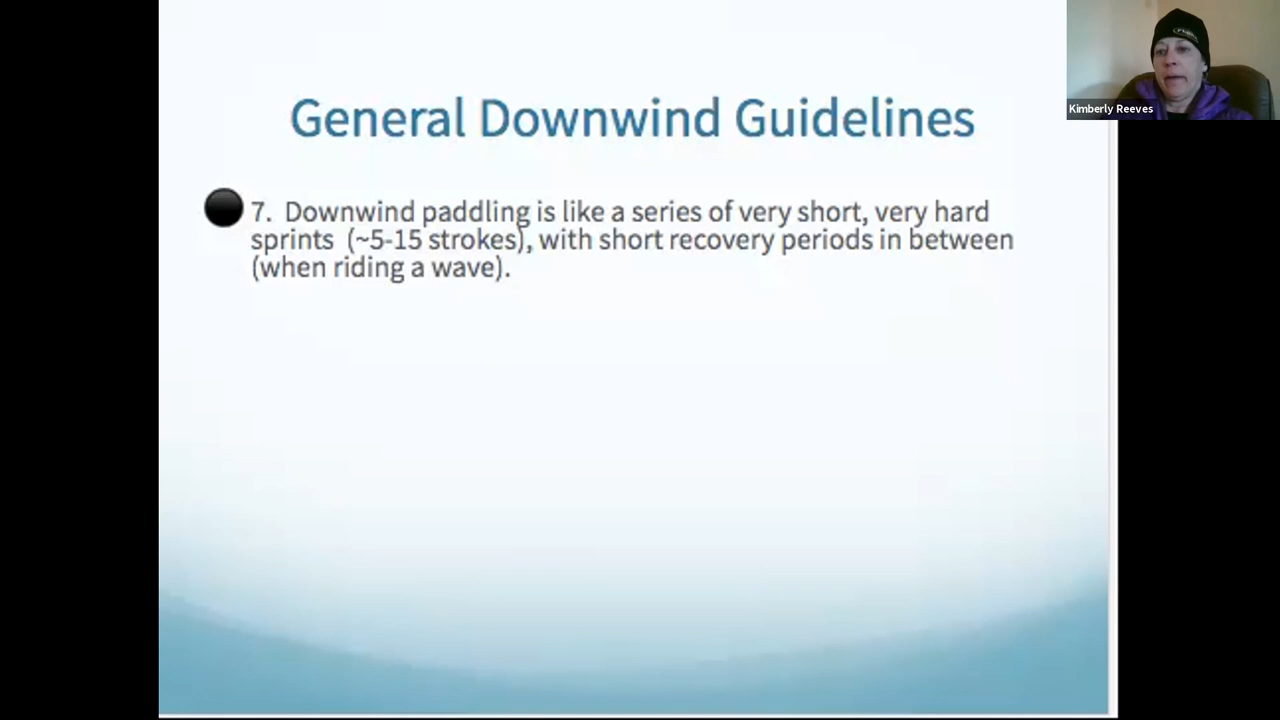 General Downwind Guidelines
7. Downwind paddling is like a series of very short, very hard
sprints (~5-15 strokes), with short recovery periods in between
(when riding a wave).
Kimberly Reeves